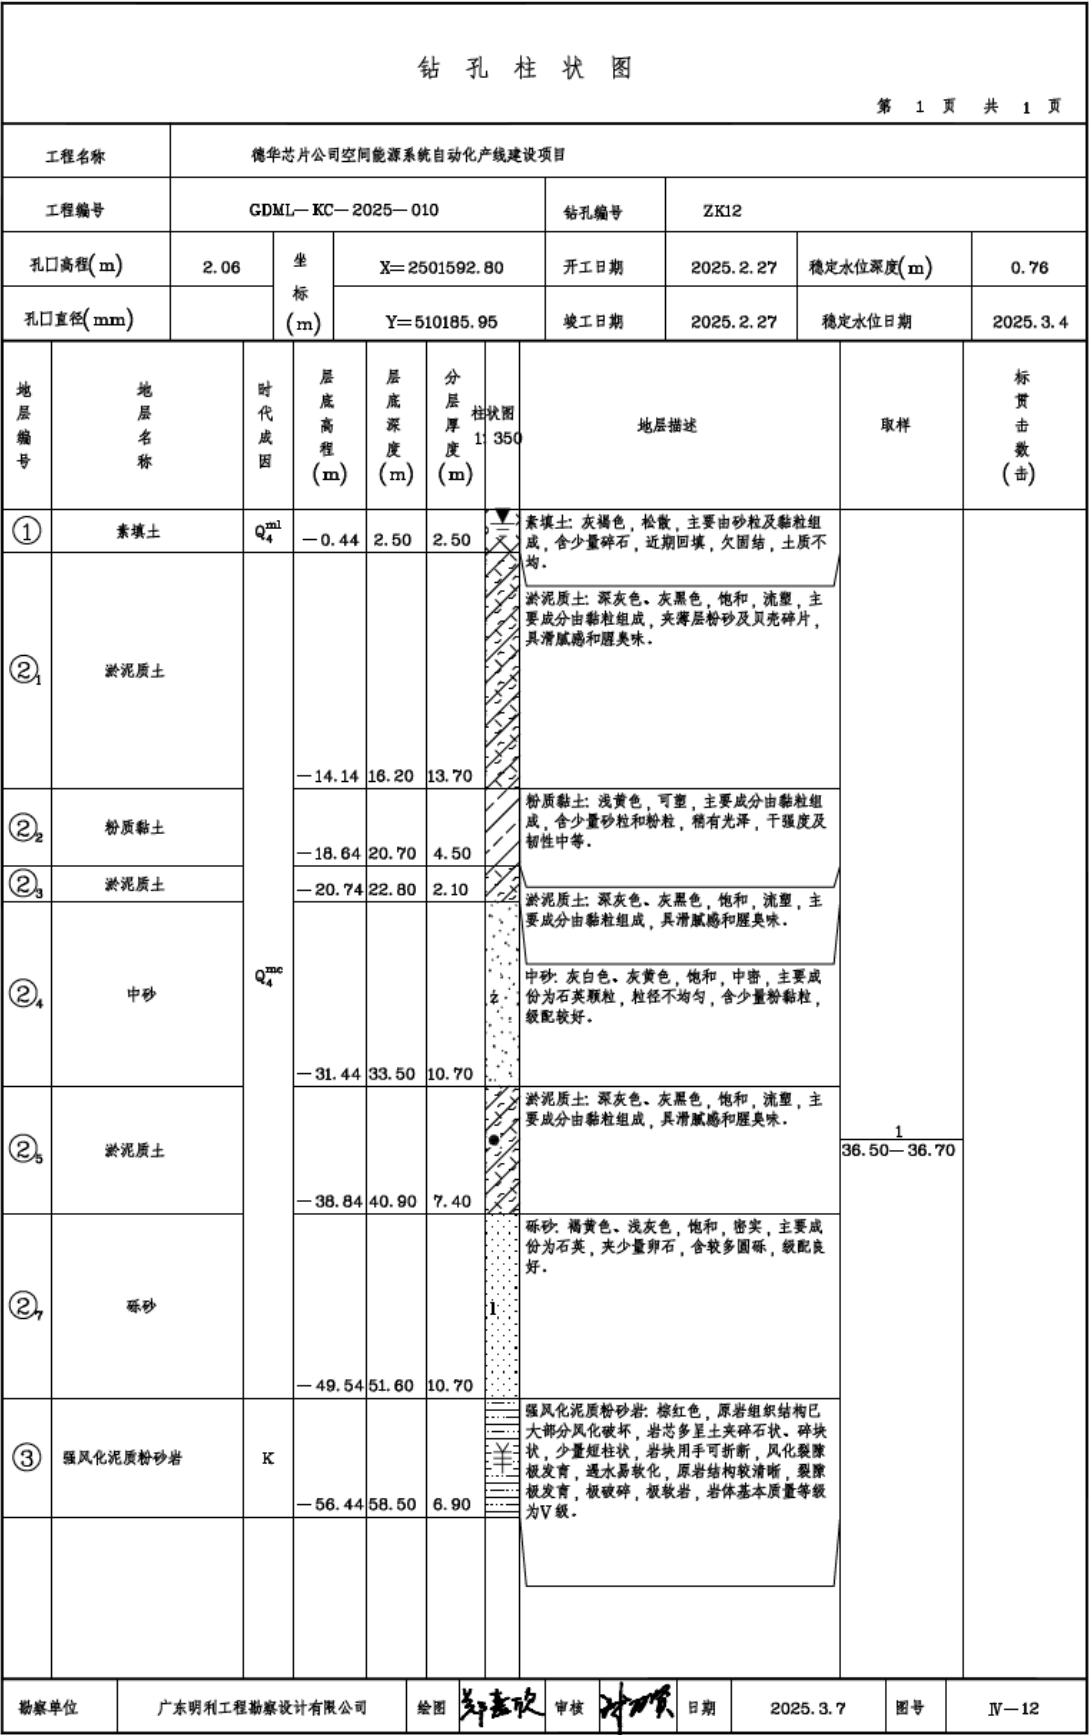 钻孔柱状图
第 1 页 共 1 页
工程名称 德华芯片公司空间能源系统自动化产线建设项目
工程编号 GDML-KC-2025-010 钻孔编号 ZK12
孔口高程(m) 2.06 坐标(m) X=2501592.80 开工日期 2025.2.27 稳定水位深度(m) 0.76
孔口直径(mm) Y=510185.95 竣工日期 2025.2.27 稳定水位日期 2025.3.4
地层编号 地层名称 时代成因 层底高程(m) 层底深度(m) 分层厚度(m) 柱状图 1:350 地层描述 取样 标贯击数(击)
① 素填土 Q4ml -0.44 2.50 2.50
素填土: 灰褐色，松散，主要由砂粒及黏粒组
成，含少量碎石，近期回填，欠固结，土质不
均。
②1 淤泥质土 -14.14 16.20 13.70
淤泥质土: 深灰色、灰黑色，饱和，流塑，主
要成分由黏粒组成，夹薄层粉砂及贝壳碎片，
具滑腻感和腥臭味。
②2 粉质黏土 -18.64 20.70 4.50
粉质黏土: 浅黄色，可塑，主要成分由黏粒组
成，含少量砂粒和粉粒，稍有光泽，干强度及
韧性中等。
②3 淤泥质土 -20.74 22.80 2.10
淤泥质土: 深灰色、灰黑色，饱和，流塑，主
要成分由黏粒组成，具滑腻感和腥臭味。
②4 中砂 Q4mc -31.44 33.50 10.70
z
中砂: 灰白色、灰黄色，饱和，中密，主要成
份为石英颗粒，粒径不均匀，含少量粉黏粒，
级配较好。
②5 淤泥质土 -38.84 40.90 7.40
淤泥质土: 深灰色、灰黑色，饱和，流塑，主
要成分由黏粒组成，具滑腻感和腥臭味。
1
36.50-36.70
②7 砾砂 -49.54 51.60 10.70
l
砾砂: 褐黄色、浅灰色，饱和，密实，主要成
份为石英，夹少量卵石，含较多圆砾，级配良
好。
③ 强风化泥质粉砂岩 K -56.44 58.50 6.90
强风化泥质粉砂岩: 棕红色，原岩组织结构已
大部分风化破坏，岩芯多呈土夹碎石状、碎块
状，少量短柱状，岩块用手可折断，风化裂隙
极发育，遇水易软化，原岩结构较清晰，裂隙
极发育，极破碎，极软岩，岩体基本质量等级
为V级。
勘察单位 广东明利工程勘察设计有限公司 绘图 郑嘉欣 审核 日期 2025.3.7 图号 Ⅳ-12